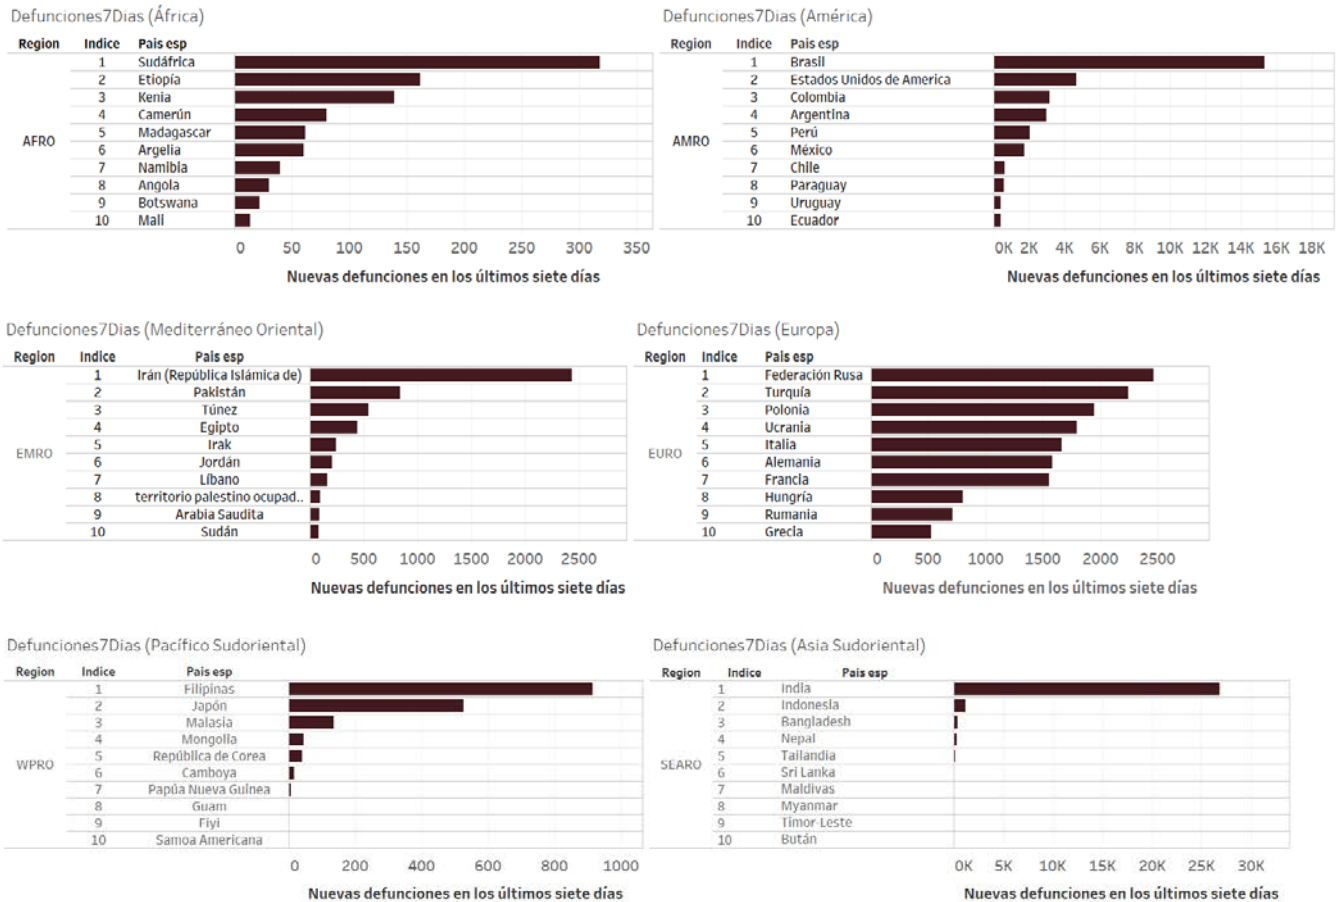 Defunciones7Dias (África)
Region Indice Pais esp
1 Sudáfrica
2 Etiopía
3 Kenia
4 Camerún
5 Madagascar
AFRO
6 Argelia
7 Namibia
8 Angola
9 Botswana
10 Mali
0 50 100 150 200 250 300 350
Nuevas defunciones en los últimos siete días
Defunciones7Dias (América)
Region Indice Pais esp
1 Brasil
2 Estados Unidos de America
3 Colombia
4 Argentina
5 Perú
AMRO
6 México
7 Chile
8 Paraguay
9 Uruguay
10 Ecuador
0K 2K 4K 6K 8K 10K 12K 14K 16K 18K
Nuevas defunciones en los últimos siete días
Defunciones7Dias (Mediterráneo Oriental)
Region Indice Pais esp
1 Irán (República Islámica de)
2 Pakistán
3 Túnez
4 Egipto
5 Irak
EMRO
6 Jordán
7 Líbano
8 territorio palestino ocupad..
9 Arabia Saudita
10 Sudán
0 500 1000 1500 2000 2500
Nuevas defunciones en los últimos siete días
Defunciones7Dias (Europa)
Region Indice Pais esp
1 Federación Rusa
2 Turquía
3 Polonia
4 Ucrania
5 Italia
EURO
6 Alemania
7 Francia
8 Hungría
9 Rumania
10 Grecia
0 500 1000 1500 2000 2500
Nuevas defunciones en los últimos siete días
Defunciones7Dias (Pacífico Sudoriental)
Region Indice Pais esp
1 Filipinas
2 Japón
3 Malasia
4 Mongolia
5 República de Corea
WPRO
6 Camboya
7 Papúa Nueva Guinea
8 Guam
9 Fiyi
10 Samoa Americana
0 200 400 600 800 1000
Nuevas defunciones en los últimos siete días
Defunciones7Dias (Asia Sudoriental)
Region Indice Pais esp
1 India
2 Indonesia
3 Bangladesh
4 Nepal
5 Tailandia
SEARO
6 Sri Lanka
7 Maldivas
8 Myanmar
9 Timor-Leste
10 Bután
0K 5K 10K 15K 20K 25K 30K
Nuevas defunciones en los últimos siete días